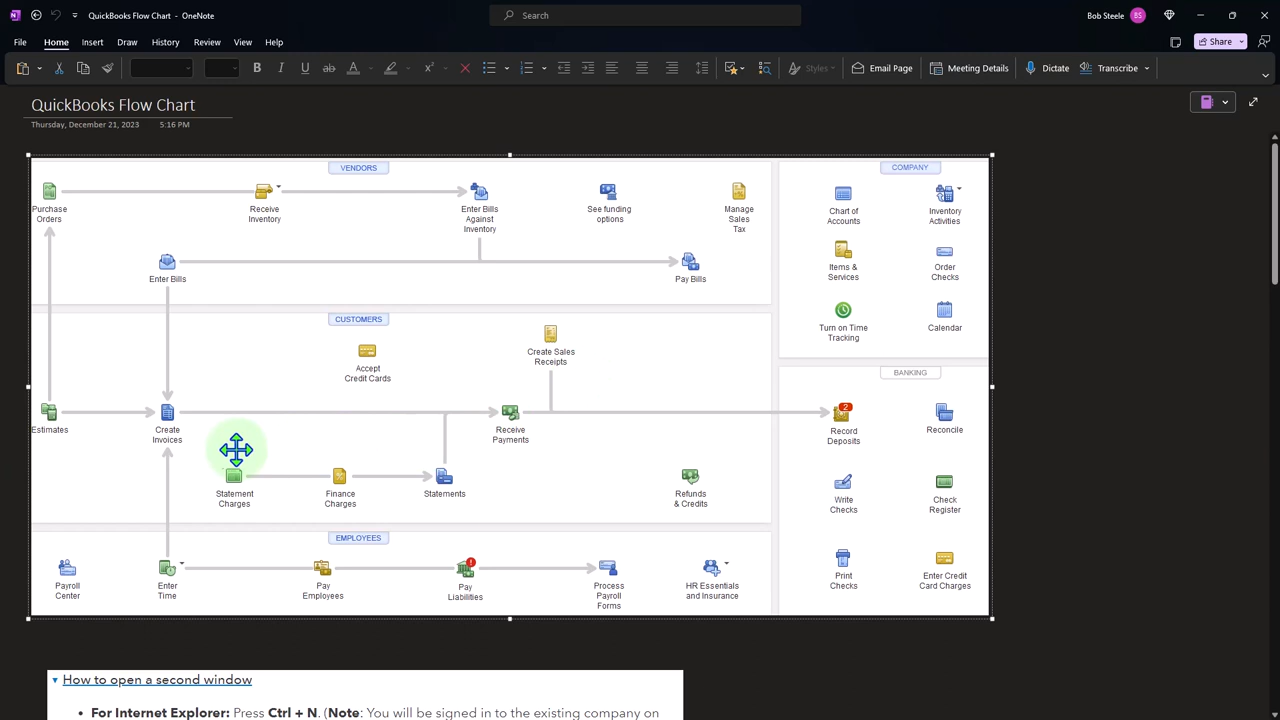 QuickBooks Flow Chart - OneNote
Search
Bob Steele
BS
File
Home
Insert
Draw
History
Review
View
Help
Share
B
I
U
ab
A
x
Styles
Email Page
Meeting Details
Dictate
Transcribe
QuickBooks Flow Chart
Thursday, December 21, 2023
5:16 PM
VENDORS
Purchase
Orders
Receive
Inventory
Enter Bills
Against
Inventory
See funding
options
Manage
Sales
Tax
Enter Bills
Pay Bills
CUSTOMERS
Accept
Credit Cards
Create Sales
Receipts
Estimates
Create
Invoices
Receive
Payments
Statement
Charges
Finance
Charges
Statements
Refunds
& Credits
EMPLOYEES
Payroll
Center
Enter
Time
Pay
Employees
Pay
Liabilities
Process
Payroll
Forms
HR Essentials
and Insurance
COMPANY
Chart of
Accounts
Inventory
Activities
Items &
Services
Order
Checks
Turn on Time
Tracking
Calendar
BANKING
2
Record
Deposits
Reconcile
Write
Checks
Check
Register
Print
Checks
Enter Credit
Card Charges
How to open a second window
• For Internet Explorer: Press Ctrl + N. (Note: You will be signed in to the existing company on